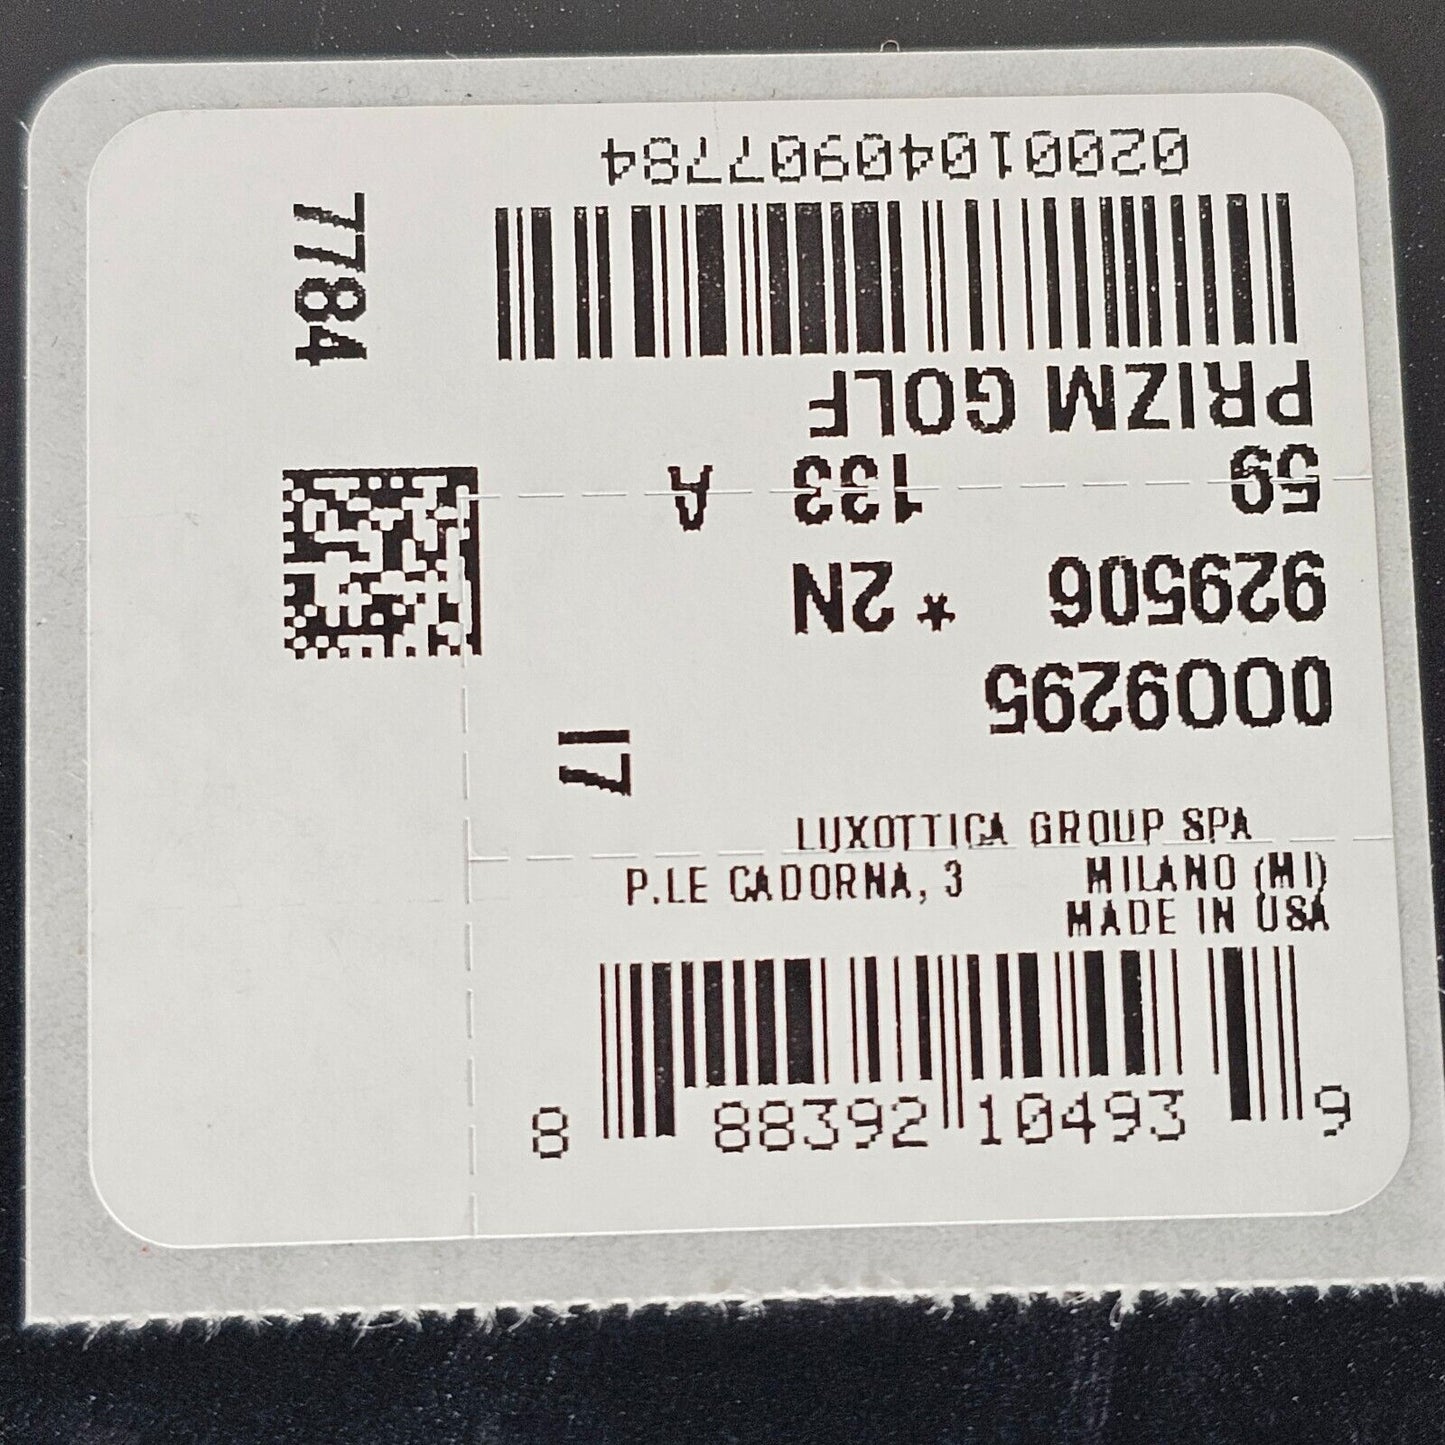 0009295
929506 * 2N
59 133 A
PRIZM GOLF
02001040907784
7784
17
LUXOTTICA GROUP SPA
P.LE CADORNA, 3 MILANO (MI)
MADE IN USA
8 88392 10493 9